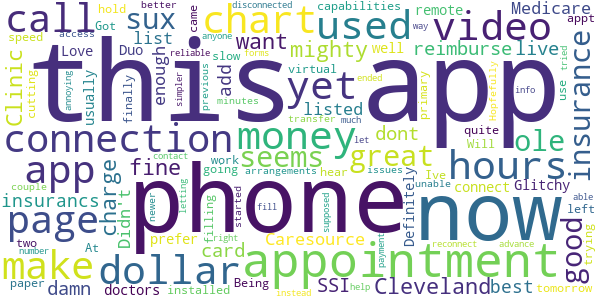 call sux chart used video Medicare appt
hold capabilities disconnected
Got speed access Love Duo list want mighty remote reimburse live came better
Clinic cutting annoying usually finally enough yet add well slow virtual previous minutes
this app
connection money ole insurance
forms anyone reliable simpler tried ended way Hopefully info
transfer much let
primary use Will quite
listed dont
app seems great hours
arrangements hear issues
work going
insurancs charge fine connect Glitchy Ive unable
page phone now good
contact couple newer letting Didn't filling started fill supposed card
prefer Caresource Definitely able left trying
make dollar appointment
two At number paper damn doctors installed right Being SSI Cleveland best
reconnect advance payment tomorrow
help instead